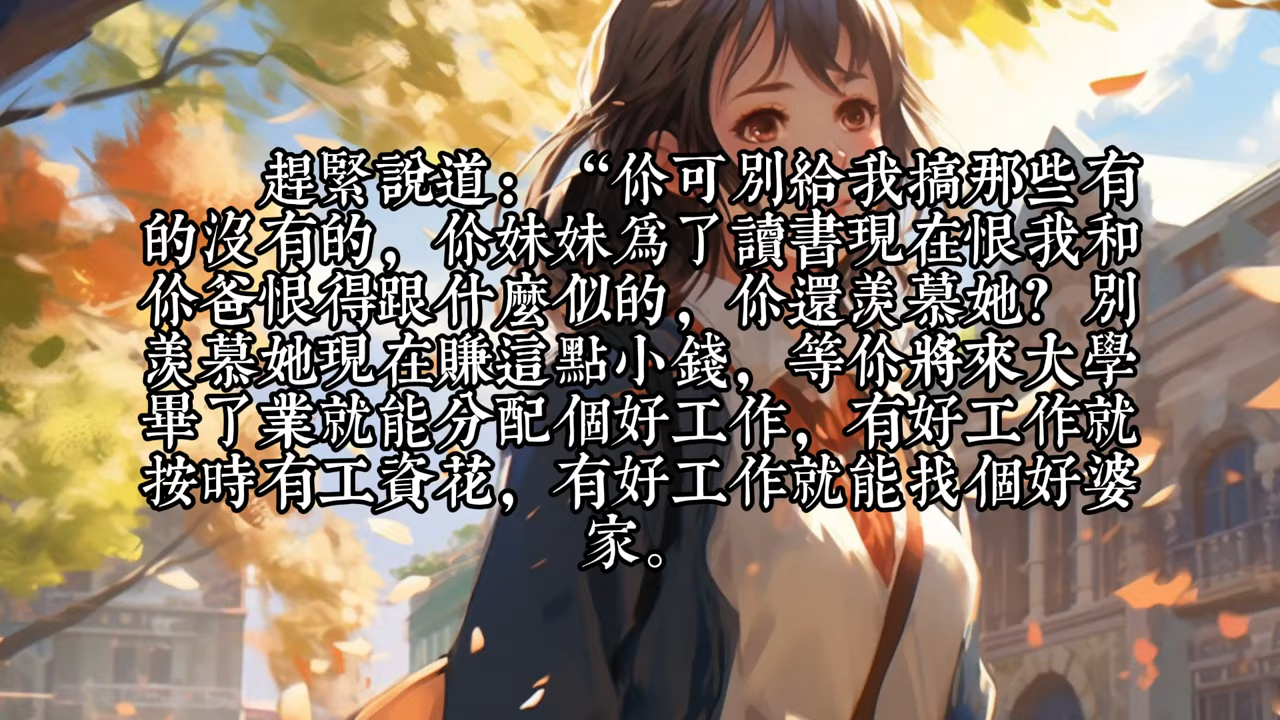 趕緊說道：“你可別給我搞那些有
的沒有的，你妹妹爲了讀書現在恨我和
你爸恨得跟什麼似的，你還羨慕她？別
羨慕她現在賺這點小錢，等你將來大學
畢了業就能分配個好工作，有好工作就
按時有工資花，有好工作就能找個好婆
家。